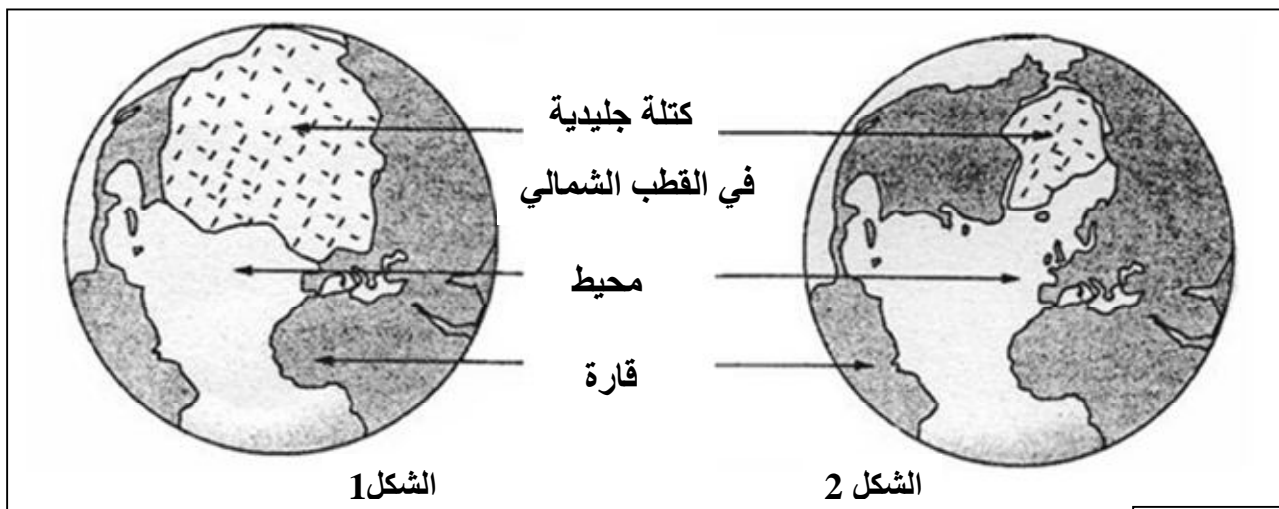 كتلة جليدية
في القطب الشمالي
محيط
قارة
الشكل1
الشكل 2